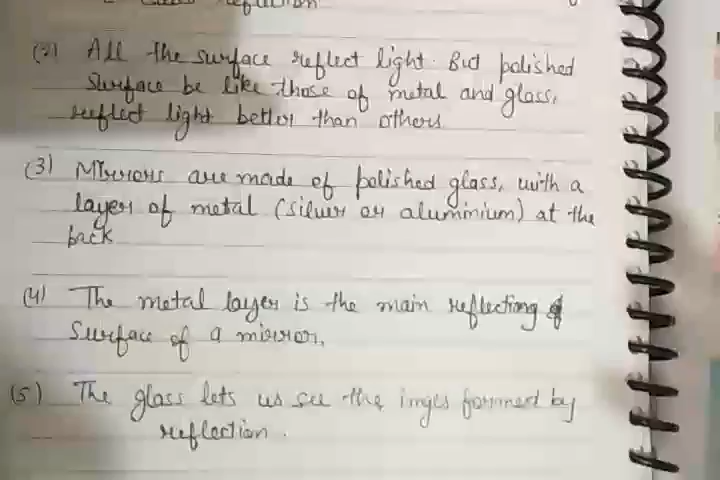 reflection
(2) All the surface reflect light. But polished
surface be like those of metal and glass,
reflect light better than others
(3) Mirrors are made of polished glass, with a
layer of metal (silver or aluminium) at the
back
(4) The metal layer is the main reflecting
surface of a mirror.
(5) The glass lets us see the imges formed by
reflection.